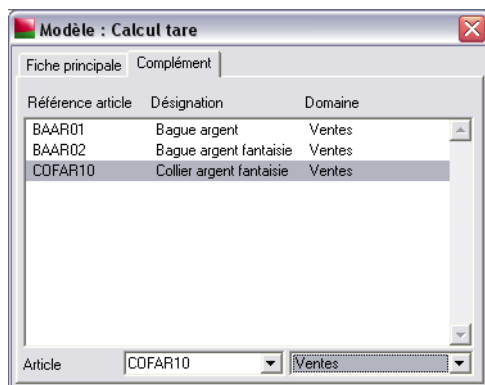 Modèle : Calcul tare
Fiche principale Complément
Référence article Désignation Domaine
BAAR01 Bague argent Ventes
BAAR02 Bague argent fantaisie Ventes
COFAR10 Collier argent fantaisie Ventes
Article COFAR10 Ventes